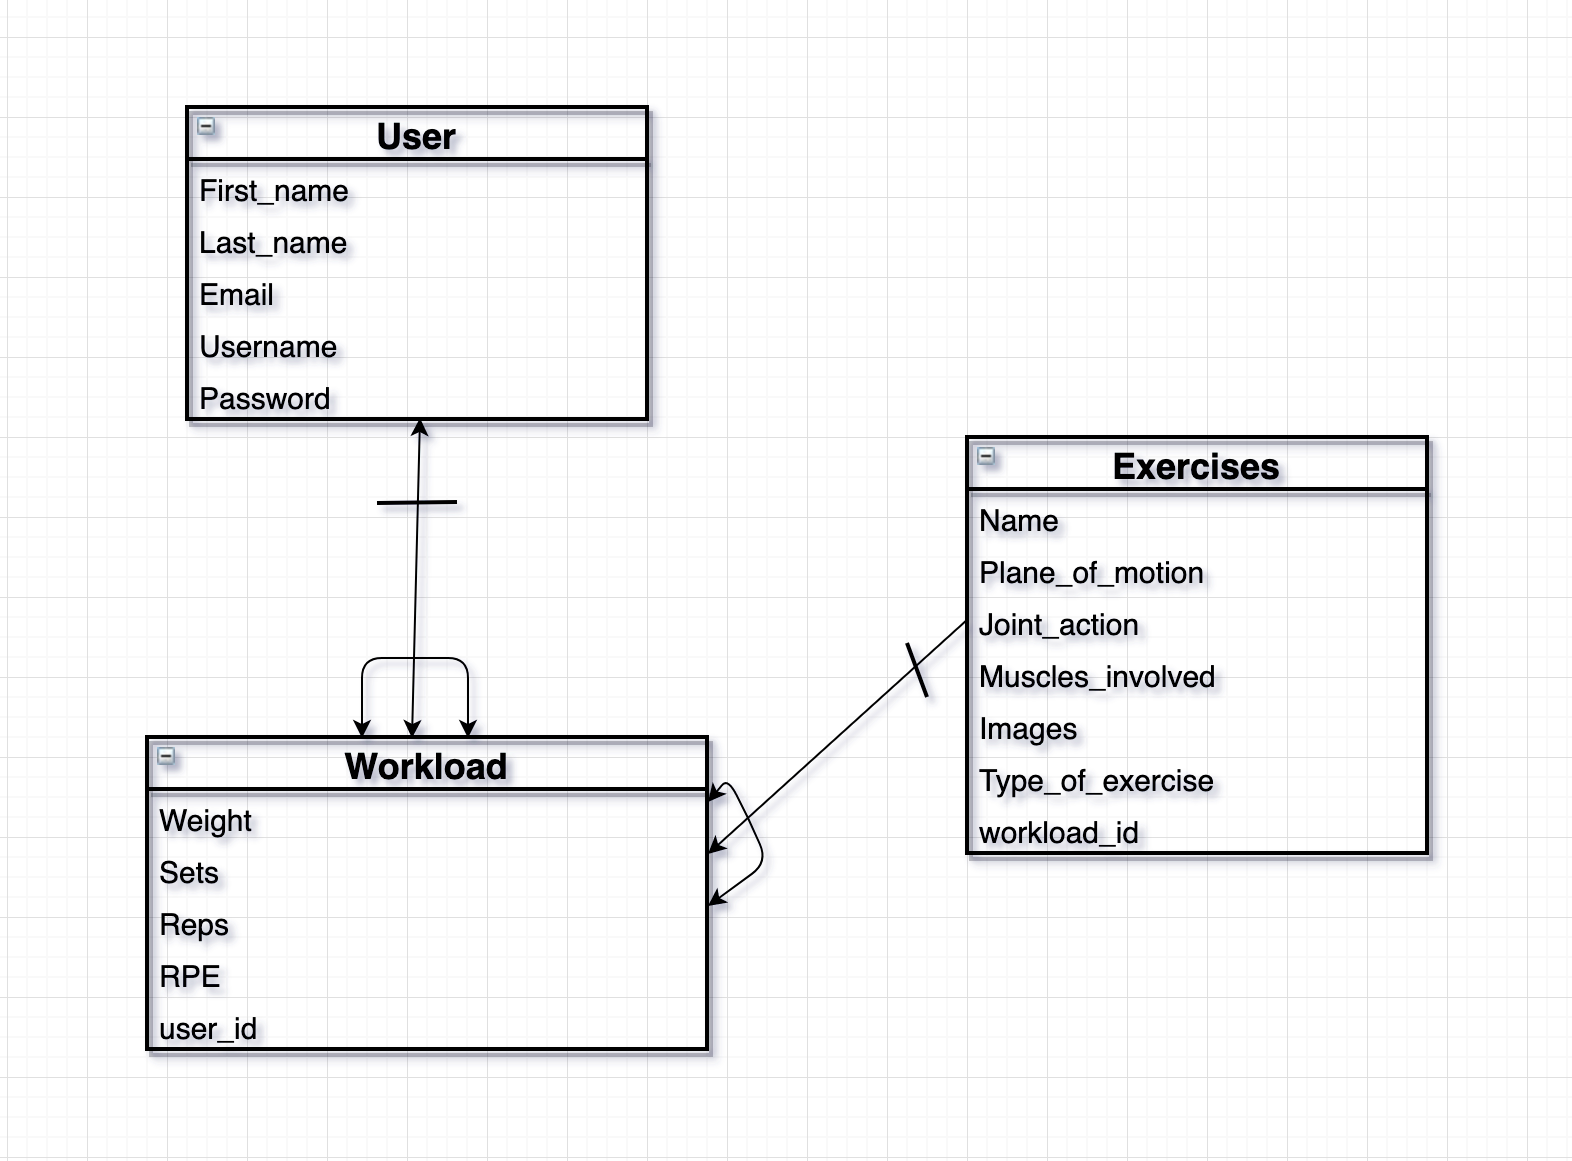 User
First_name
Last_name
Email
Username
Password
Exercises
Name
Plane_of_motion
Joint_action
Muscles_involved
Images
Type_of_exercise
workload_id
Workload
Weight
Sets
Reps
RPE
user_id